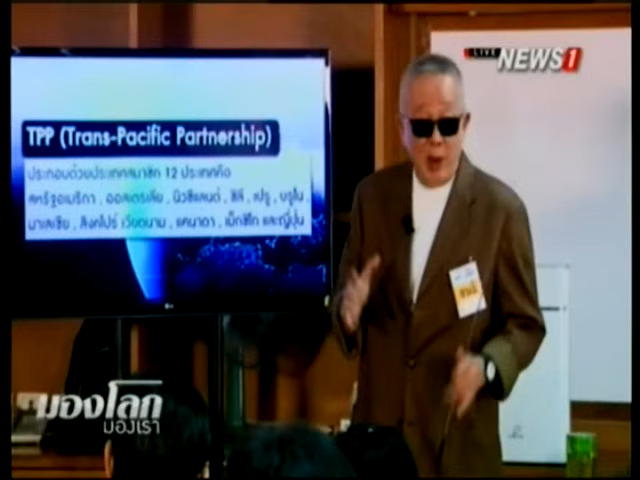 LIVE NEWS1
TPP (Trans-Pacific Partnership)
ประกอบด้วยประเทศสมาชิก 12 ประเทศคือ
สหรัฐอเมริกา , ออสเตรเลีย , นิวซีแลนด์ , ชิลี , เปรู , บรูไน ,
มาเลเซีย , สิงคโปร์ เวียดนาม , แคนาดา , เม็กซิโก และญี่ปุ่น
มองโลก
มองเรา